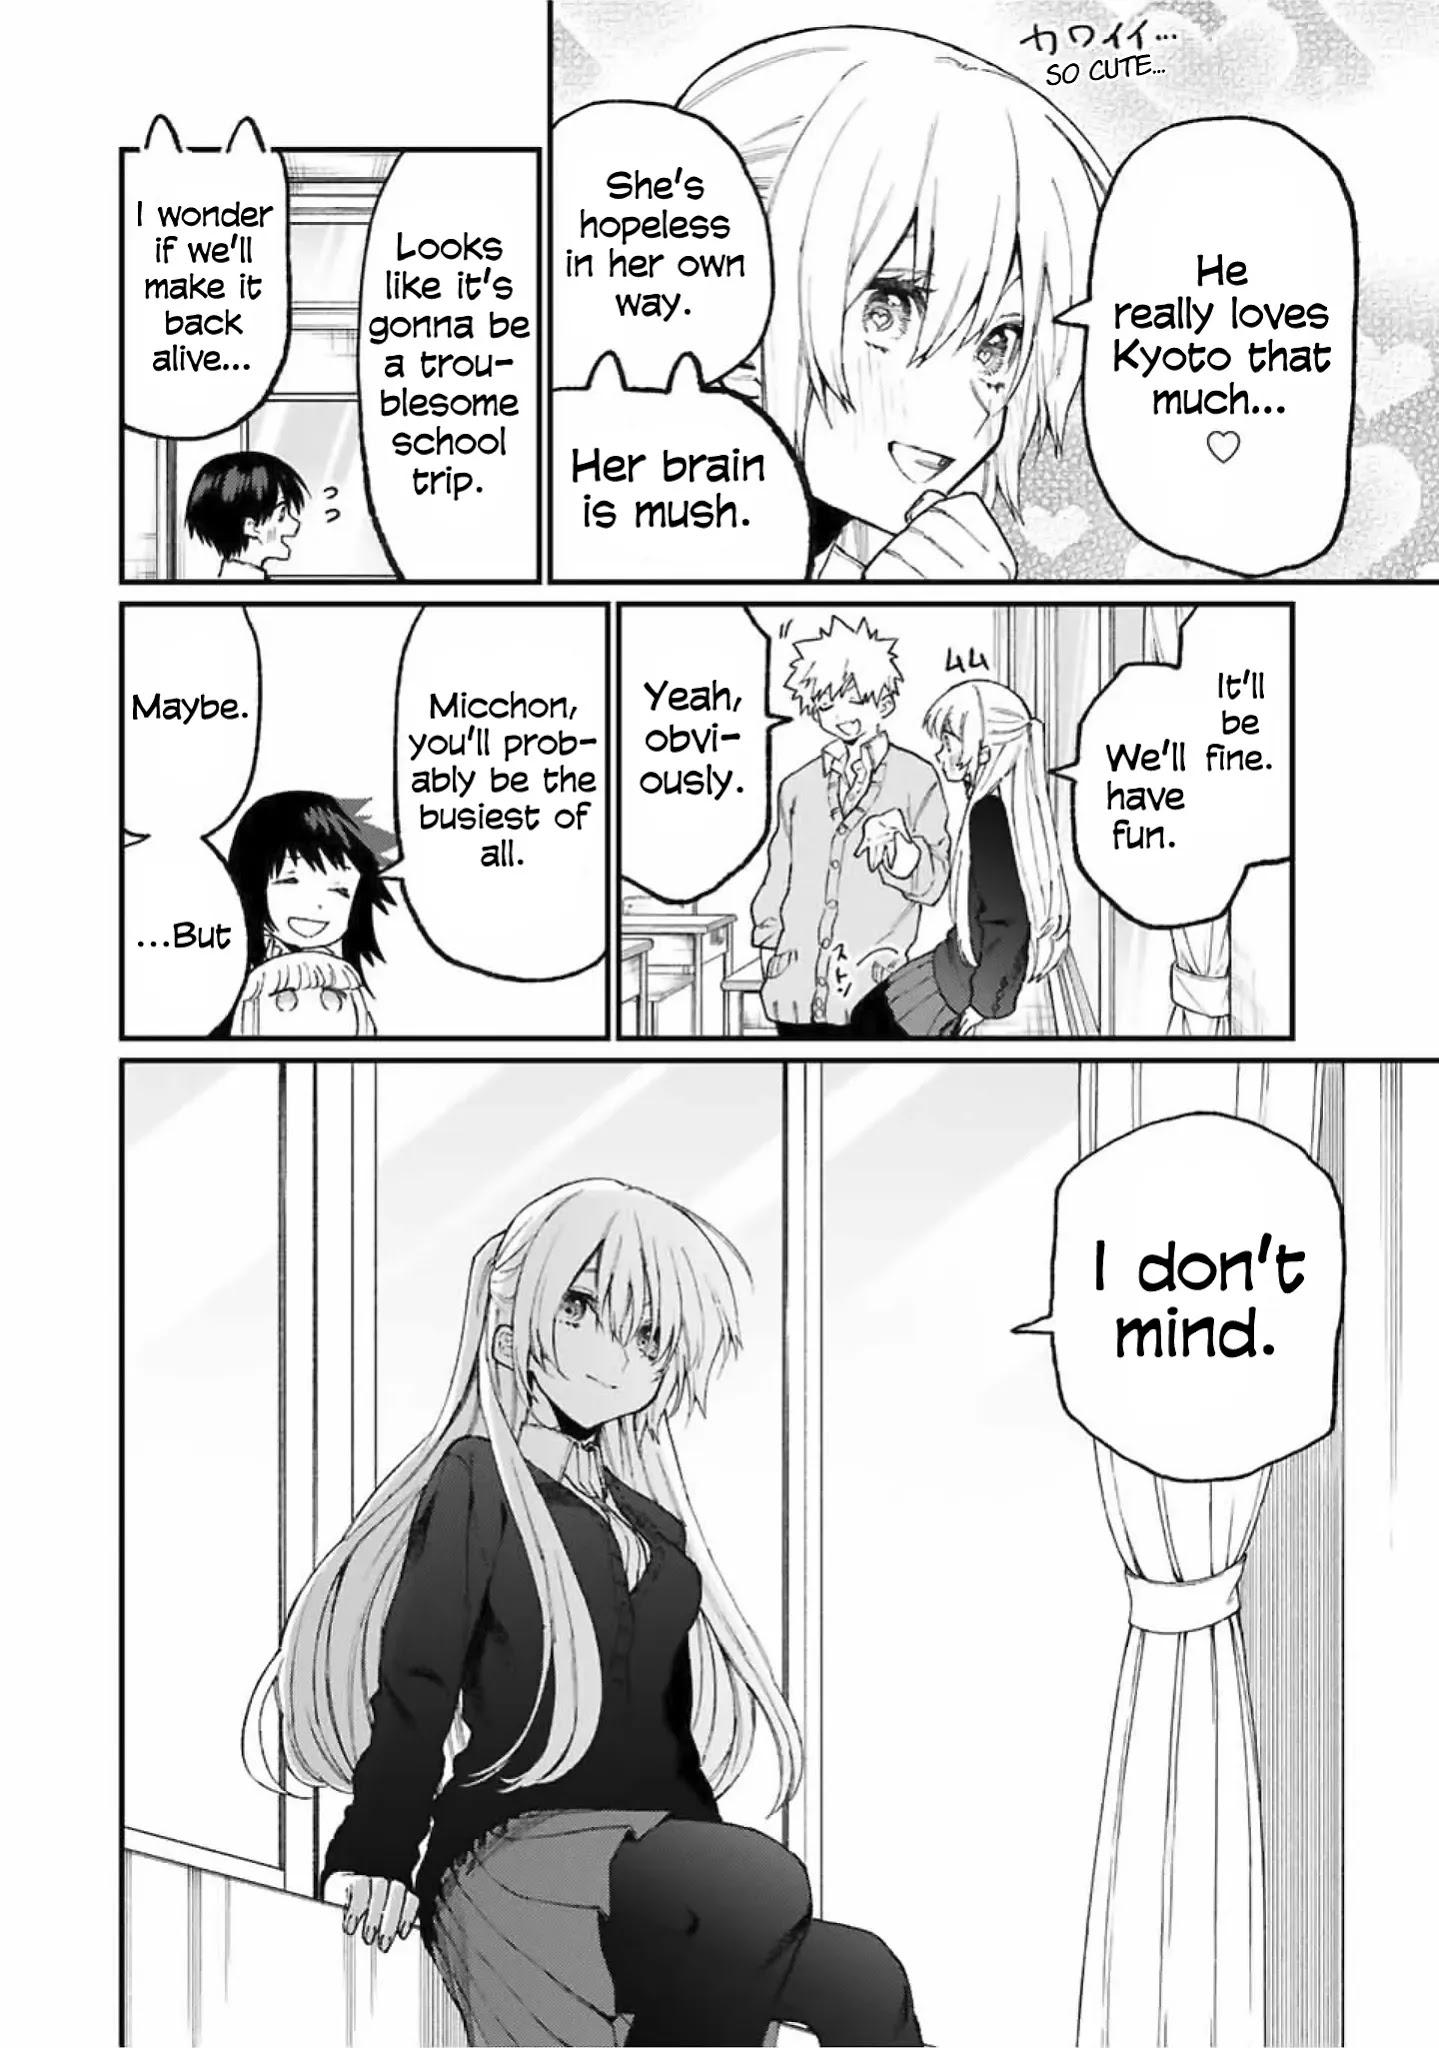 カワイイ…
SO CUTE...
He
really loves
Kyoto that
much...
♡
She's
hopeless
in her own
way.
Her brain
is mush.
Looks
like it's
gonna be
a trou-
blesome
school
trip.
I wonder
if we'll
make it
back
alive...
It'll
be
fine.
We'll
have
fun.
ストン
Yeah,
obvi-
ously.
Micchon,
you'll prob-
ably be the
busiest of
all.
Maybe.
...But
I don't
mind.